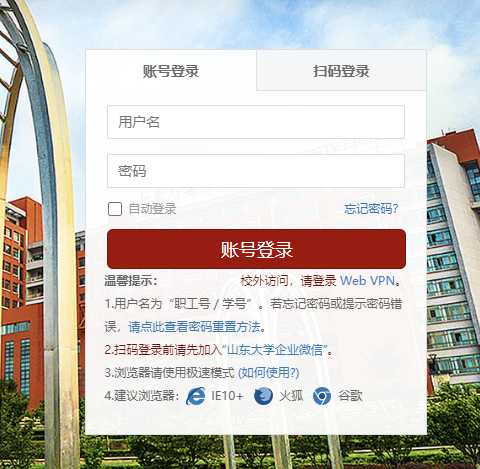 账号登录 扫码登录
用户名
密码
自动登录 忘记密码?
账号登录
温馨提示： 校外访问，请登录 Web VPN。
1.用户名为“职工号 / 学号”。若忘记密码或提示密码错
误，请点此查看密码重置方法。
2.扫码登录前请先加入“山东大学企业微信”。
3.浏览器请使用极速模式 (如何使用?)
4.建议浏览器： IE10+ 火狐 谷歌